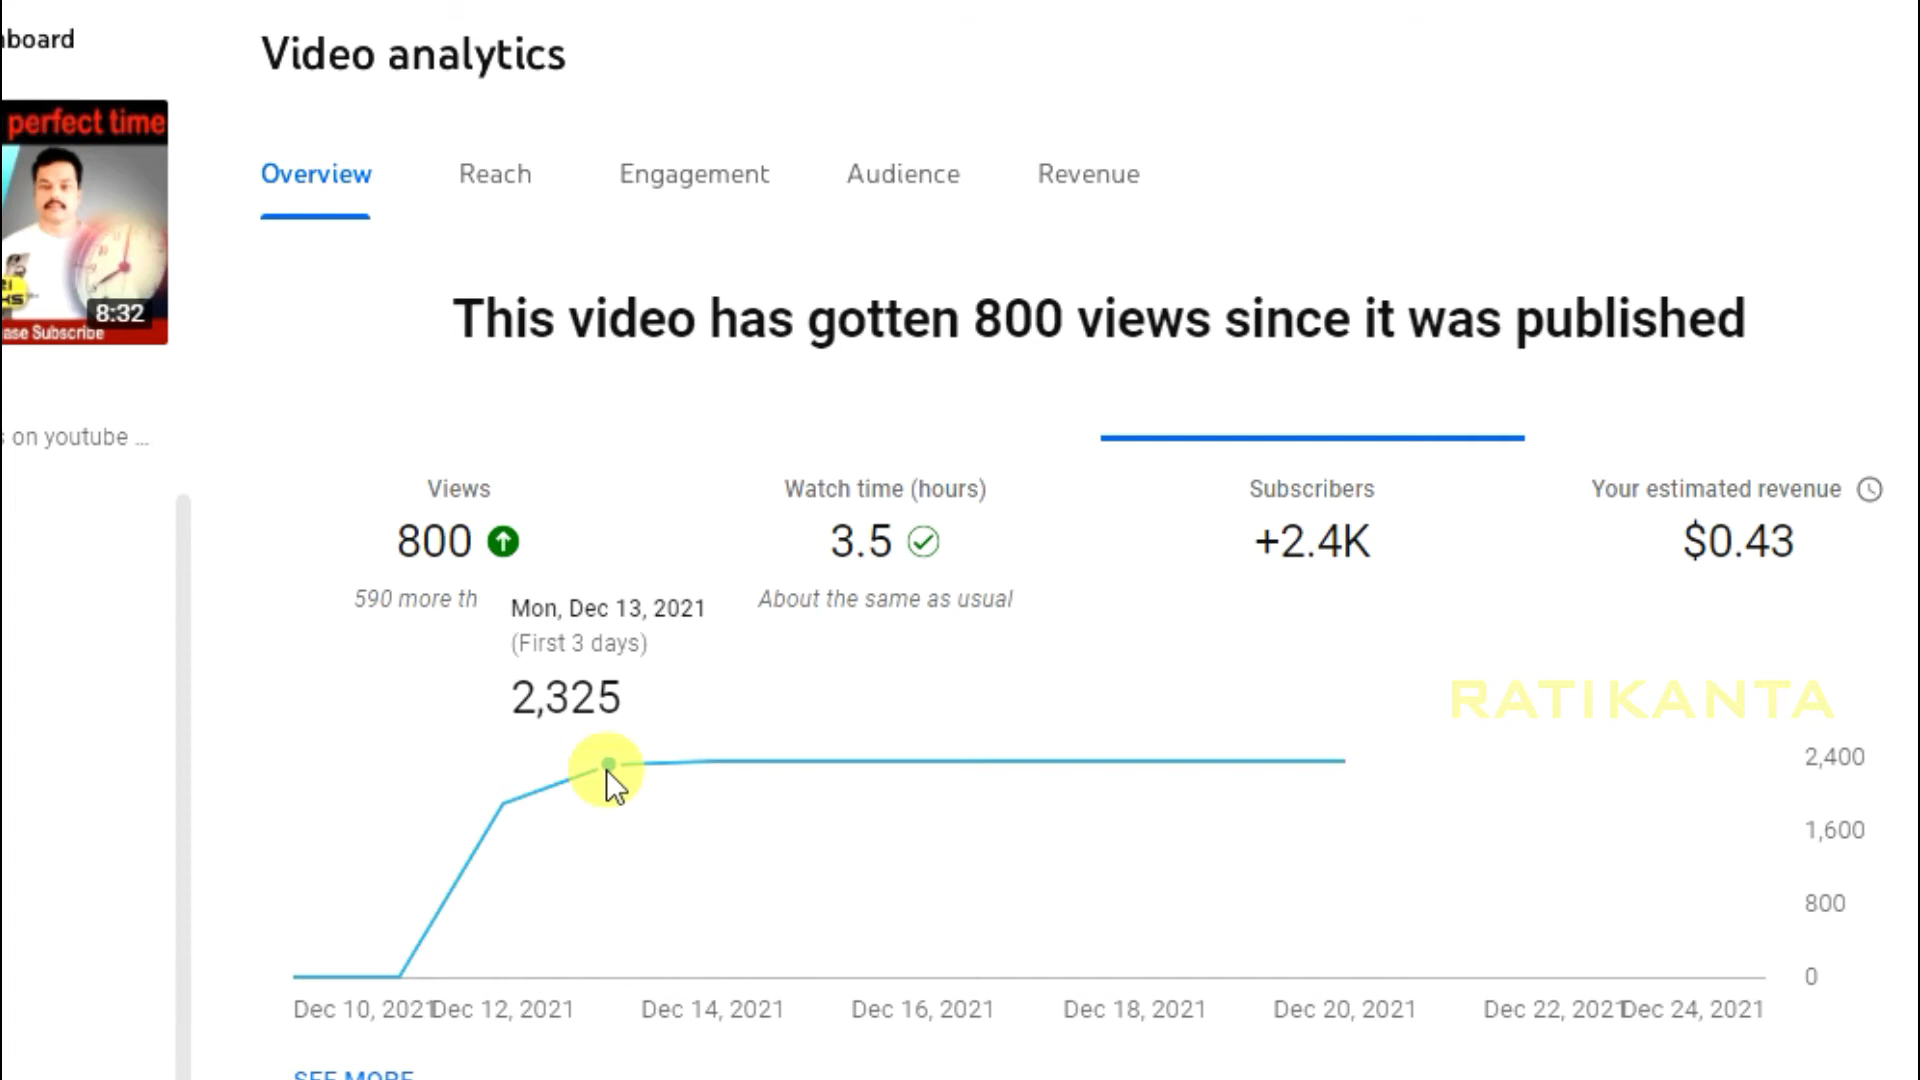 board
Video analytics
perfect time
8:32
ase Subscribe
s on youtube ...
Overview
Reach
Engagement
Audience
Revenue
This video has gotten 800 views since it was published
Views
800
590 more th
Watch time (hours)
3.5
About the same as usual
Subscribers
+2.4K
Your estimated revenue
$0.43
Mon, Dec 13, 2021
(First 3 days)
2,325
RATIKANTA
2,400
1,600
800
0
Dec 10, 2021
Dec 12, 2021
Dec 14, 2021
Dec 16, 2021
Dec 18, 2021
Dec 20, 2021
Dec 22, 2021
Dec 24, 2021
SEE MORE